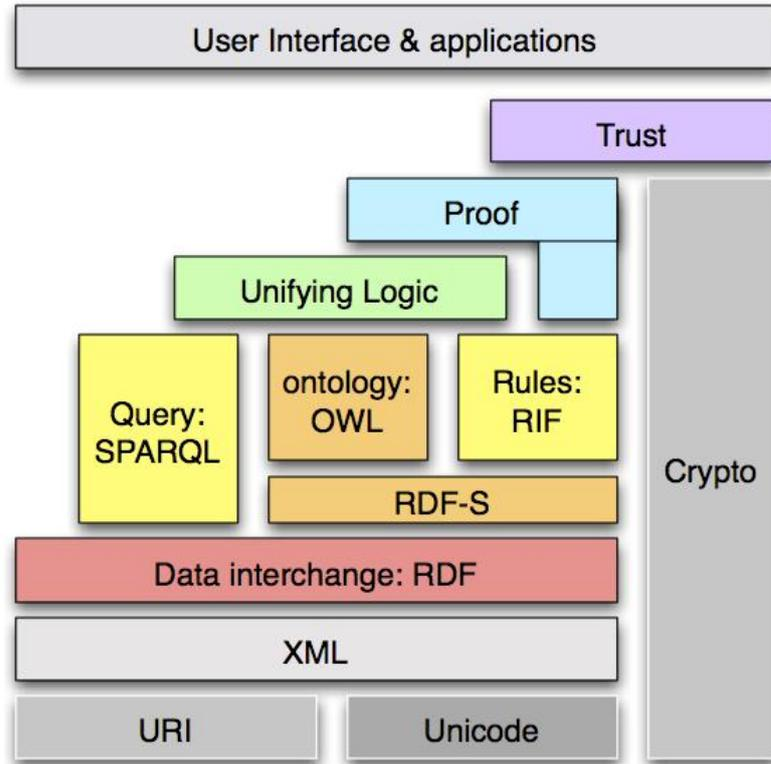 User Interface & applications
Trust
Proof
Unifying Logic
Query:
SPARQL
ontology:
OWL
Rules:
RIF
Crypto
RDF-S
Data interchange: RDF
XML
URI
Unicode